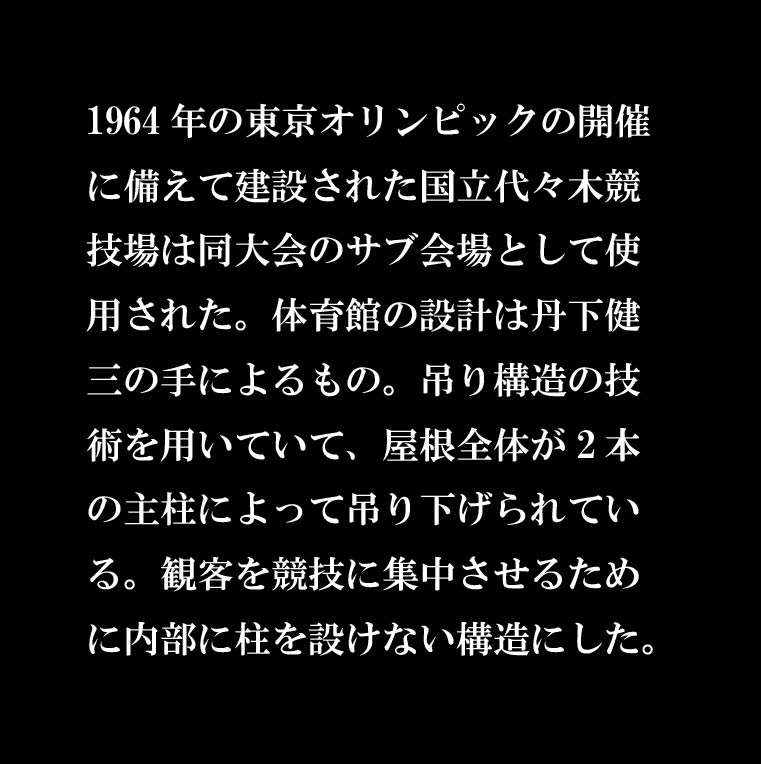 1964年の東京オリンピックの開催
に備えて建設された国立代々木競
技場は同大会のサブ会場として使
用された。体育館の設計は丹下健
三の手によるもの。吊り構造の技
術を用いていて、屋根全体が2本
の主柱によって吊り下げられてい
る。観客を競技に集中させるため
に内部に柱を設けない構造にした。